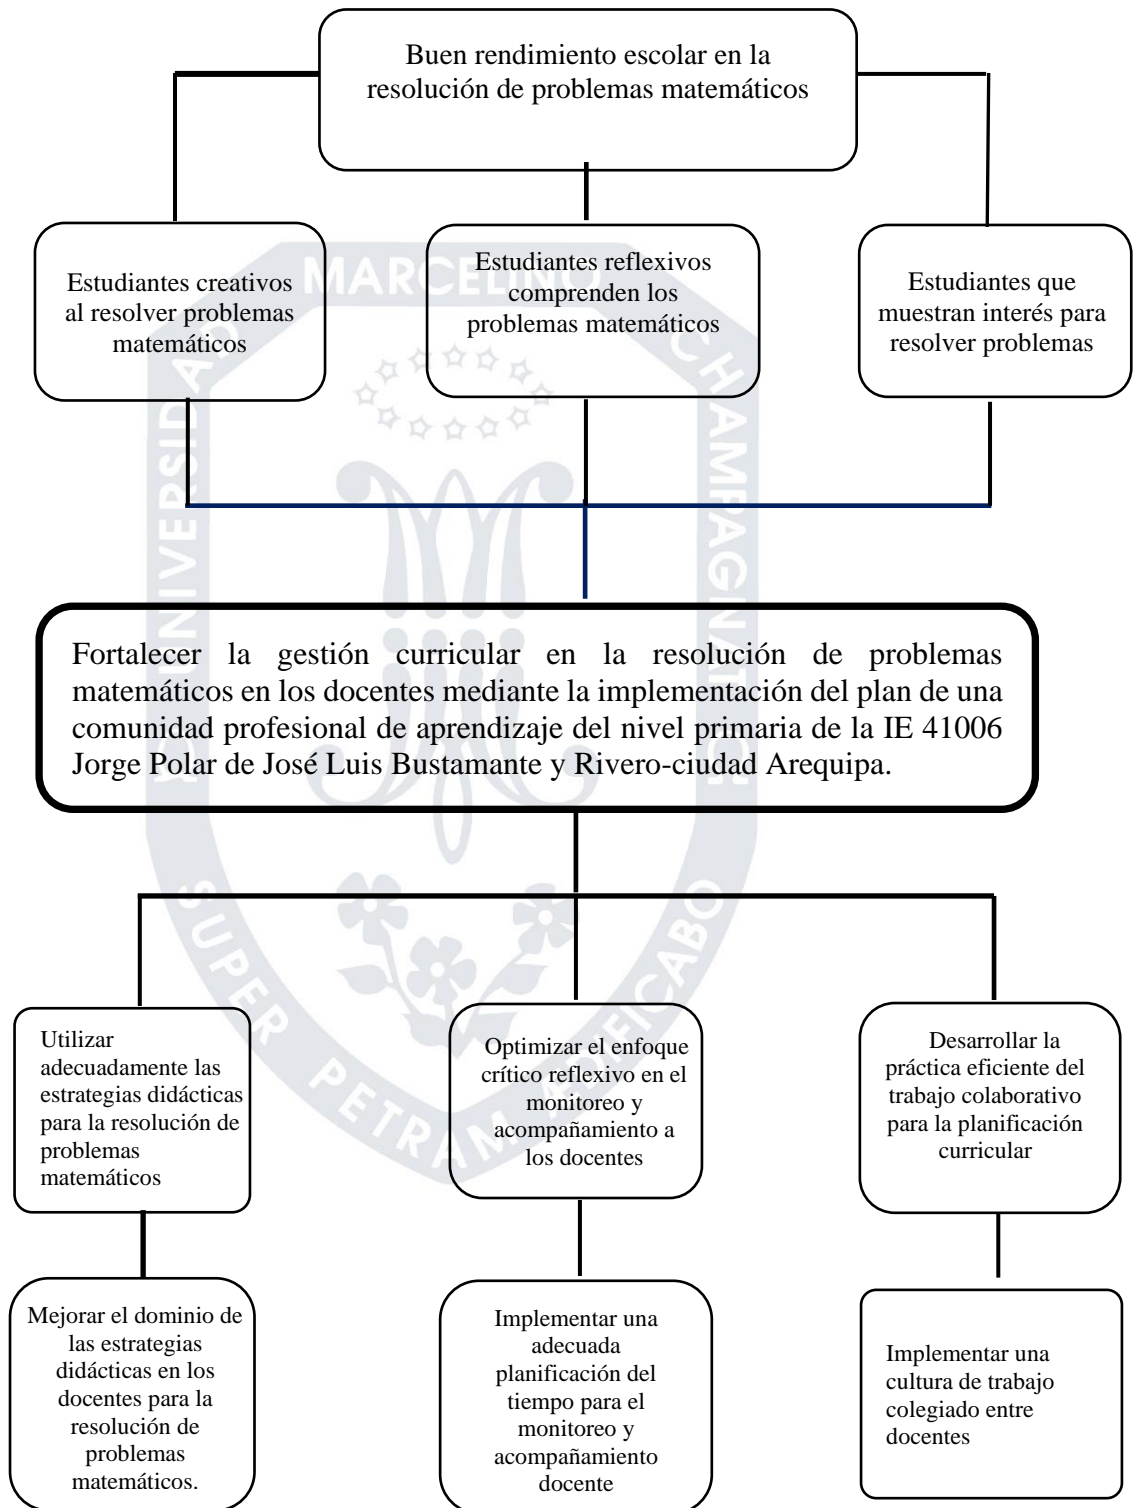 Buen rendimiento escolar en la
resolución de problemas matemáticos
Estudiantes creativos
al resolver problemas
matemáticos
Estudiantes reflexivos
comprenden los
problemas matemáticos
Estudiantes que
muestran interés para
resolver problemas
UNIVERSIDAD
MARCELINO
CHAMPAGNAT
Fortalecer la gestión curricular en la resolución de problemas
matemáticos en los docentes mediante la implementación del plan de una
comunidad profesional de aprendizaje del nivel primaria de la IE 41006
Jorge Polar de José Luis Bustamante y Rivero-ciudad Arequipa.
SUPER PETRAM ÆDIFICABO
Utilizar
adecuadamente las
estrategias didácticas
para la resolución de
problemas
matemáticos
Optimizar el enfoque
crítico reflexivo en el
monitoreo y
acompañamiento a
los docentes
Desarrollar la
práctica eficiente del
trabajo colaborativo
para la planificación
curricular
Mejorar el dominio de
las estrategias
didácticas en los
docentes para la
resolución de
problemas
matemáticos.
Implementar una
adecuada
planificación del
tiempo para el
monitoreo y
acompañamiento
docente
Implementar una
cultura de trabajo
colegiado entre
docentes